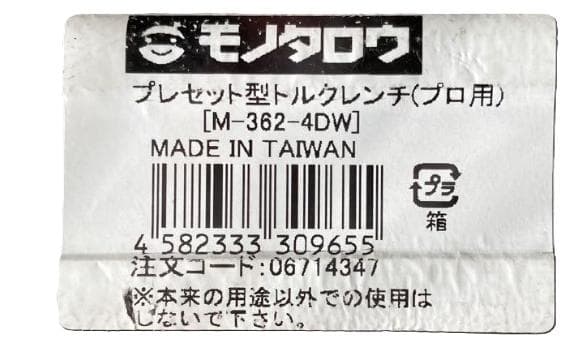 モノタロウ
プレセット型トルクレンチ(プロ用)
[M-362-4DW]
MADE IN TAIWAN
プラ
箱
4 582333 309655
注文コード:06714347
※本来の用途以外での使用は
しないで下さい。